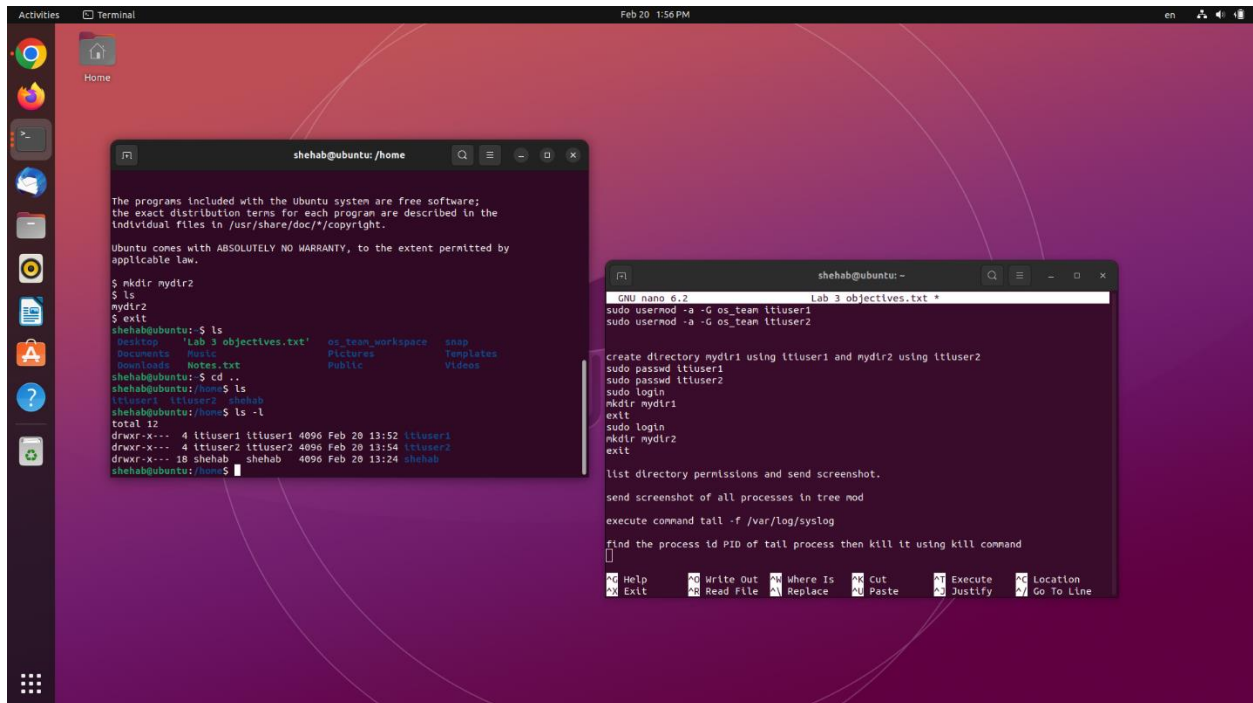 Activities Terminal Feb 20 1:56 PM en
Home
shehab@ubuntu: /home
The programs included with the Ubuntu system are free software;
the exact distribution terms for each program are described in the
individual files in /usr/share/doc/*/copyright.
Ubuntu comes with ABSOLUTELY NO WARRANTY, to the extent permitted by
applicable law.
$ mkdir mydir2
$ ls
mydir2
$ exit
shehab@ubuntu:~$ ls
Desktop 'Lab 3 objectives.txt' os_team_workspace snap
Documents Music Pictures Templates
Downloads Notes.txt Public Videos
shehab@ubuntu:~$ cd ..
shehab@ubuntu:/home$ ls
itiuser1 itiuser2 shehab
shehab@ubuntu:/home$ ls -l
total 12
drwxr-x--- 4 itiuser1 itiuser1 4096 Feb 20 13:52 itiuser1
drwxr-x--- 4 itiuser2 itiuser2 4096 Feb 20 13:54 itiuser2
drwxr-x--- 18 shehab shehab 4096 Feb 20 13:24 shehab
shehab@ubuntu:/home$
shehab@ubuntu: ~
GNU nano 6.2 Lab 3 objectives.txt *
sudo usermod -a -G os_team itiuser1
sudo usermod -a -G os_team itiuser2
create directory mydir1 using itiuser1 and mydir2 using itiuser2
sudo passwd itiuser1
sudo passwd itiuser2
sudo login
mkdir mydir1
exit
sudo login
mkdir mydir2
exit
list directory permissions and send screenshot.
send screenshot of all processes in tree mod
execute command tail -f /var/log/syslog
find the process id PID of tail process then kill it using kill command
^G Help ^O Write Out ^W Where Is ^K Cut ^T Execute ^C Location
^X Exit ^R Read File ^\ Replace ^U Paste ^J Justify ^/ Go To Line